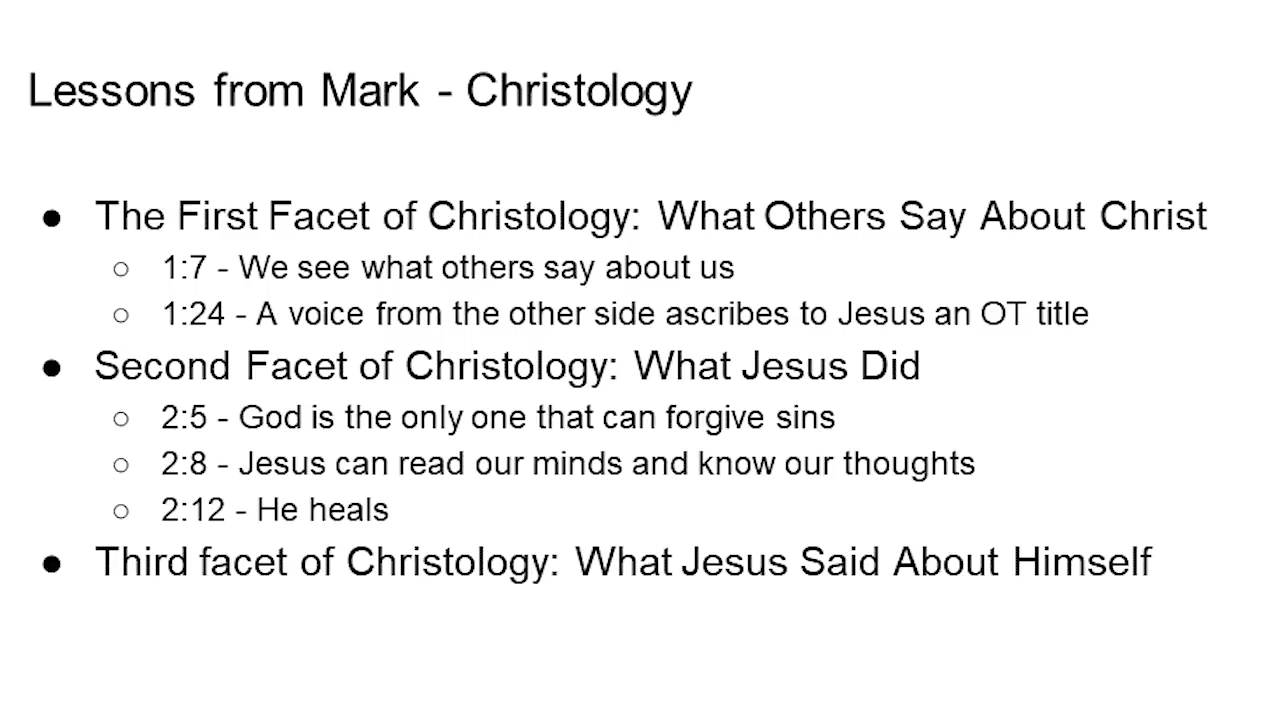 Lessons from Mark - Christology
● The First Facet of Christology: What Others Say About Christ
○ 1:7 - We see what others say about us
○ 1:24 - A voice from the other side ascribes to Jesus an OT title
● Second Facet of Christology: What Jesus Did
○ 2:5 - God is the only one that can forgive sins
○ 2:8 - Jesus can read our minds and know our thoughts
○ 2:12 - He heals
● Third facet of Christology: What Jesus Said About Himself